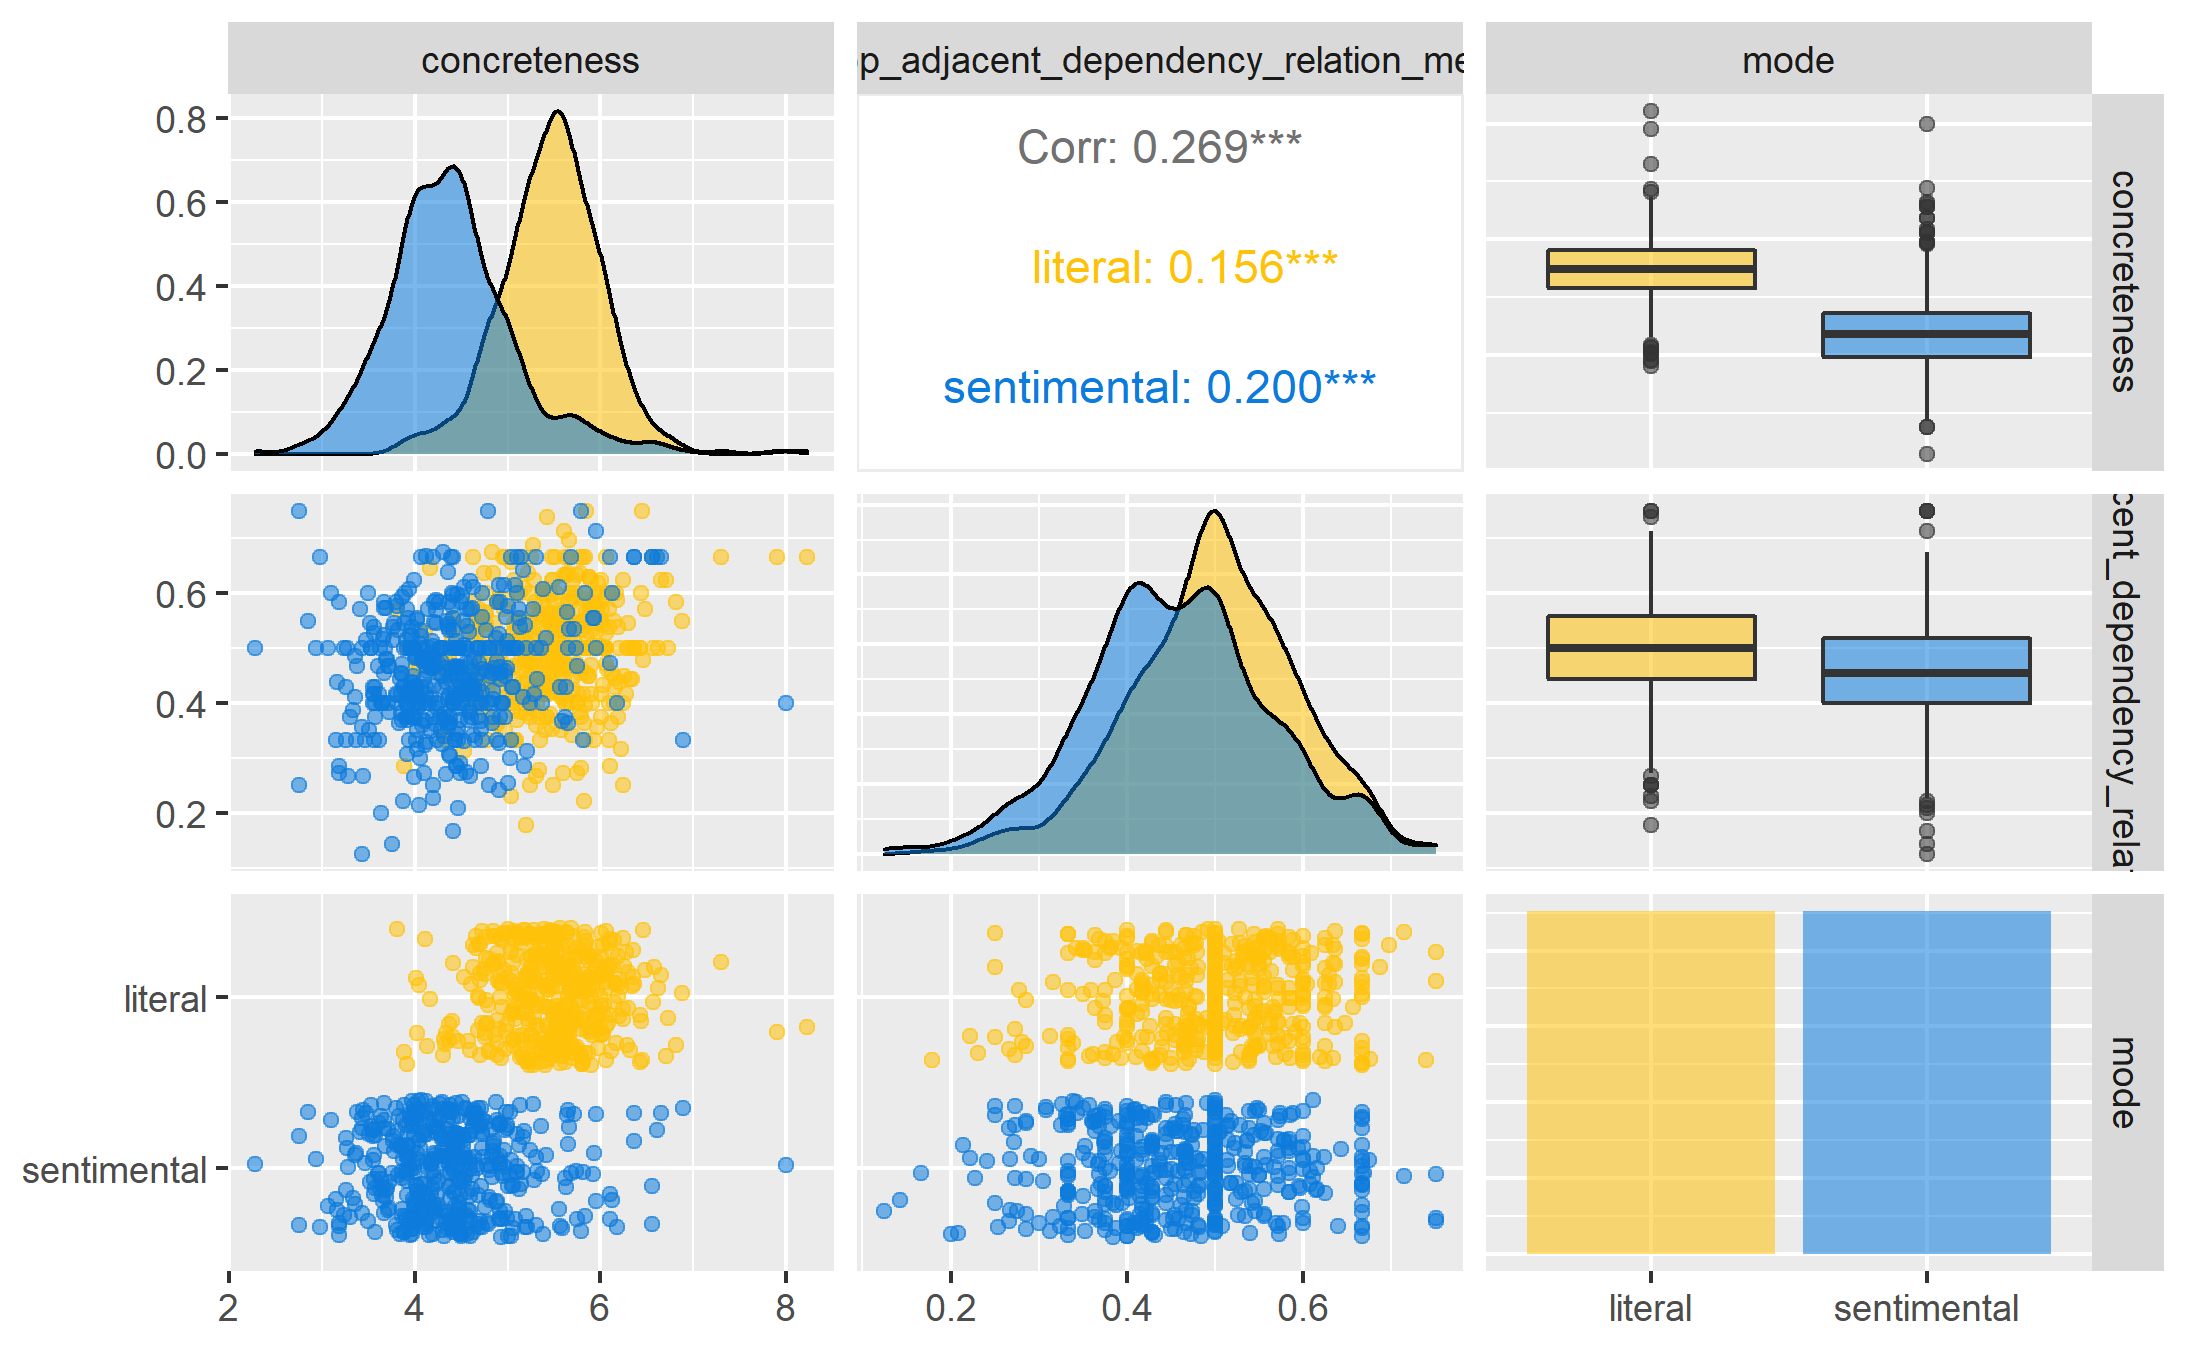 concreteness
op_adjacent_dependency_relation_me
mode
0.8
0.6
0.4
0.2
0.0
Corr: 0.269***
literal: 0.156***
sentimental: 0.200***
concreteness
0.6
0.4
0.2
cent_dependency_rela
literal
sentimental
mode
2
4
6
8
0.2
0.4
0.6
literal
sentimental